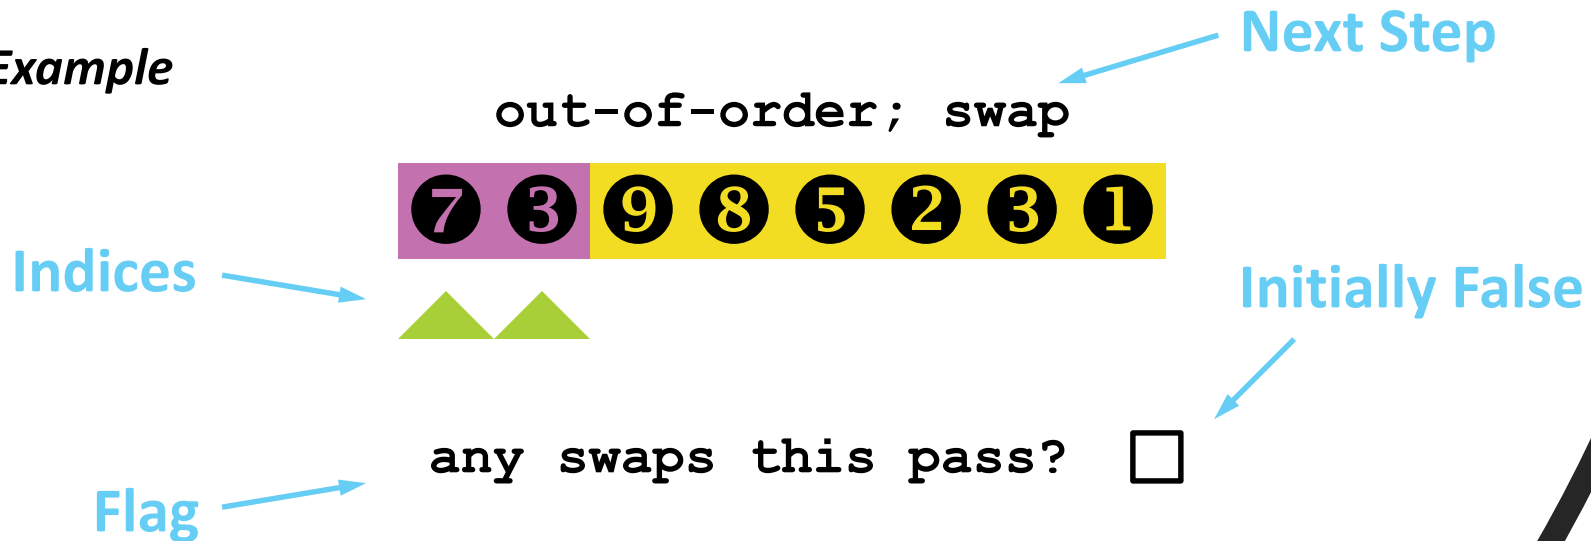 Next Step
Example
out-of-order; swap
7 3 9 8 5 2 3 1
Indices
Initially False
any swaps this pass?
Flag